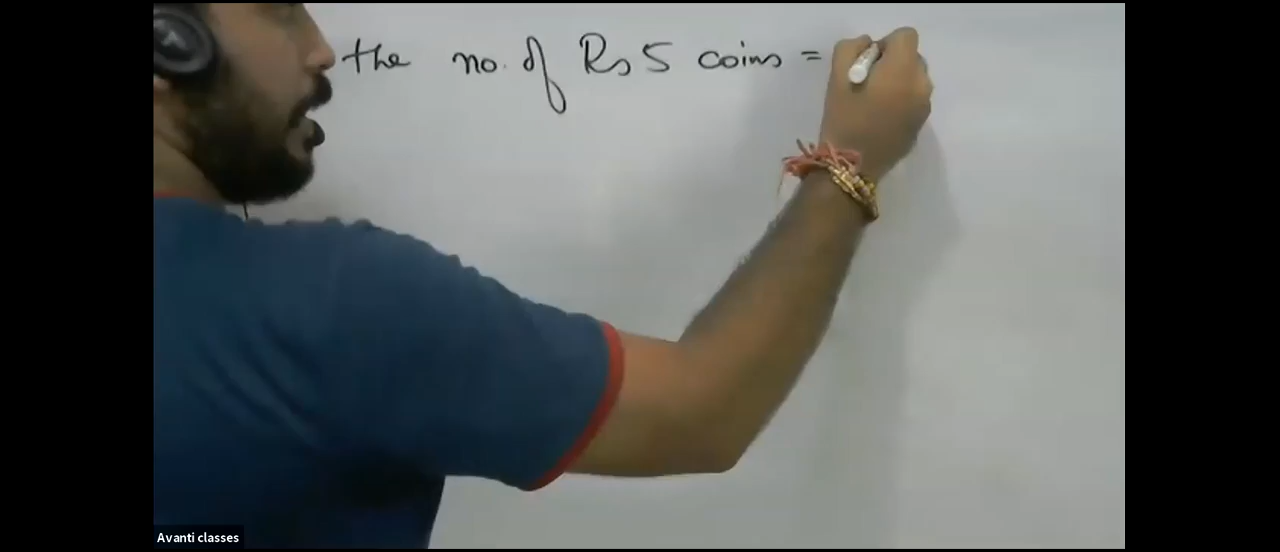 the no. of Rs 5 coins =
Avanti classes